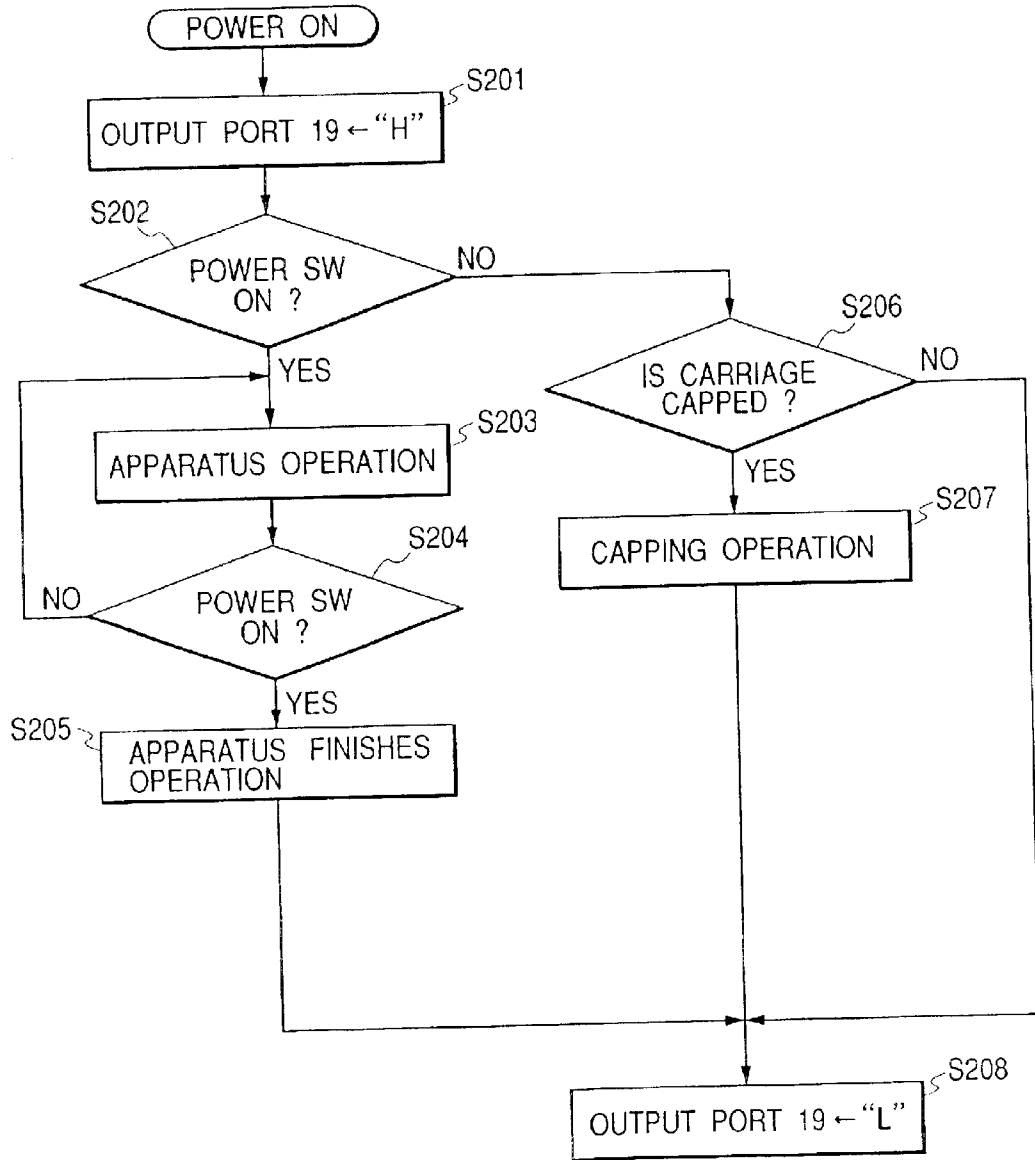 POWER ON
S201
OUTPUT PORT 19 ← “H”
S202
POWER SW
ON ?
NO
YES
S203
APPARATUS OPERATION
S204
POWER SW
ON ?
NO
YES
S205
APPARATUS FINISHES
OPERATION
S206
IS CARRIAGE
CAPPED ?
NO
YES
S207
CAPPING OPERATION
S208
OUTPUT PORT 19 ← “L”